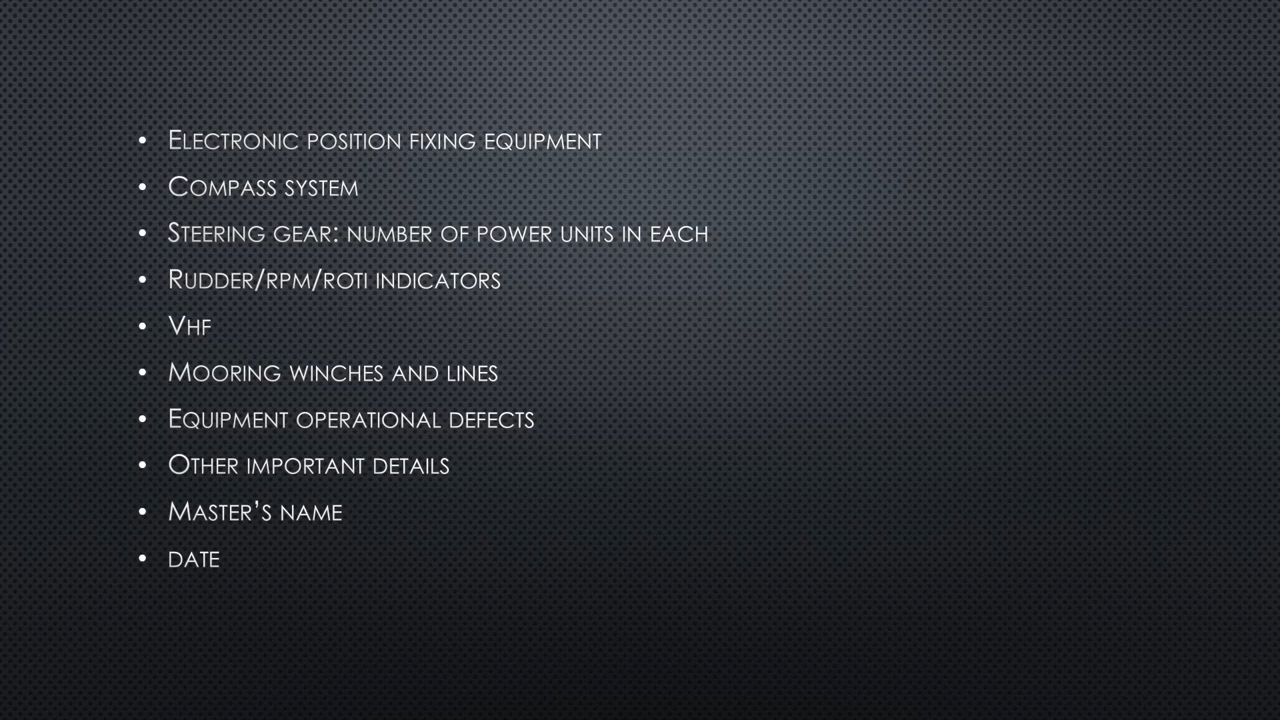 • Electronic position fixing equipment
• Compass system
• Steering gear: number of power units in each
• Rudder/rpm/roti indicators
• Vhf
• Mooring winches and lines
• Equipment operational defects
• Other important details
• Master’s name
• date